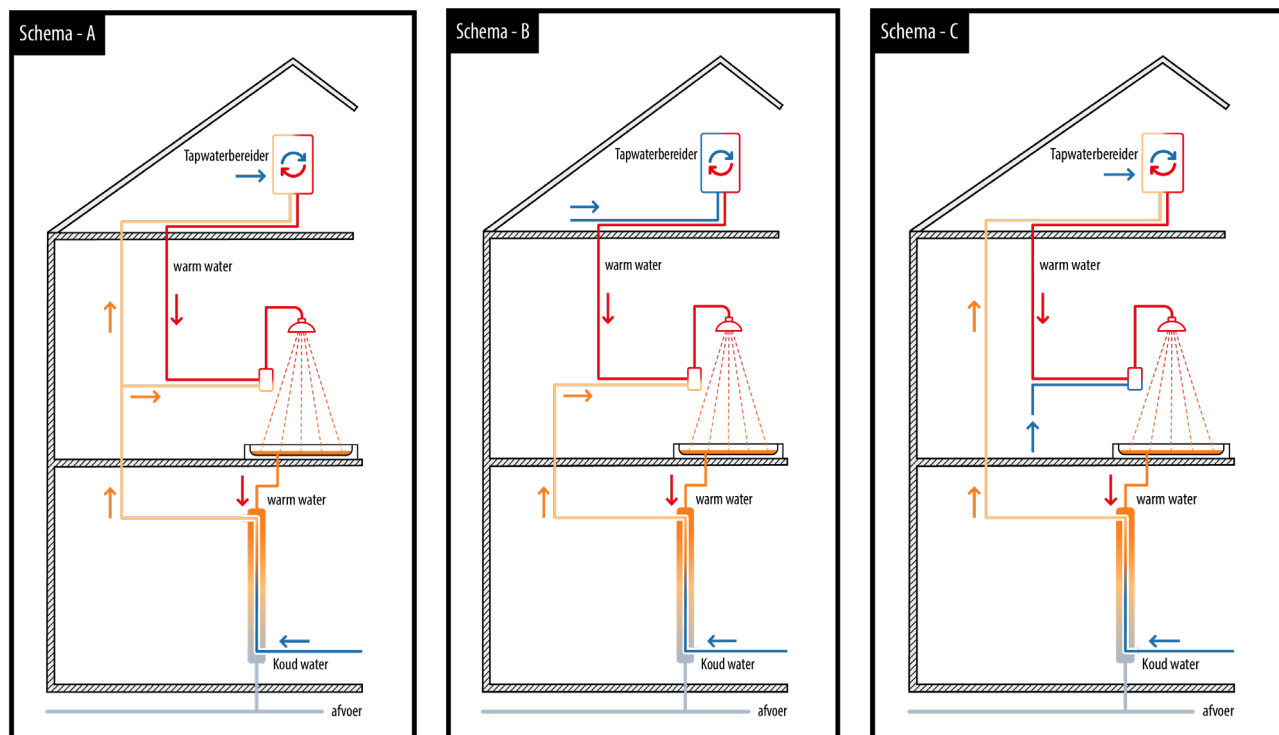 Schema - A
Tapwaterbereider
warm water
warm water
Koud water
afvoer
Schema - B
Tapwaterbereider
warm water
warm water
Koud water
afvoer
Schema - C
Tapwaterbereider
warm water
warm water
Koud water
afvoer